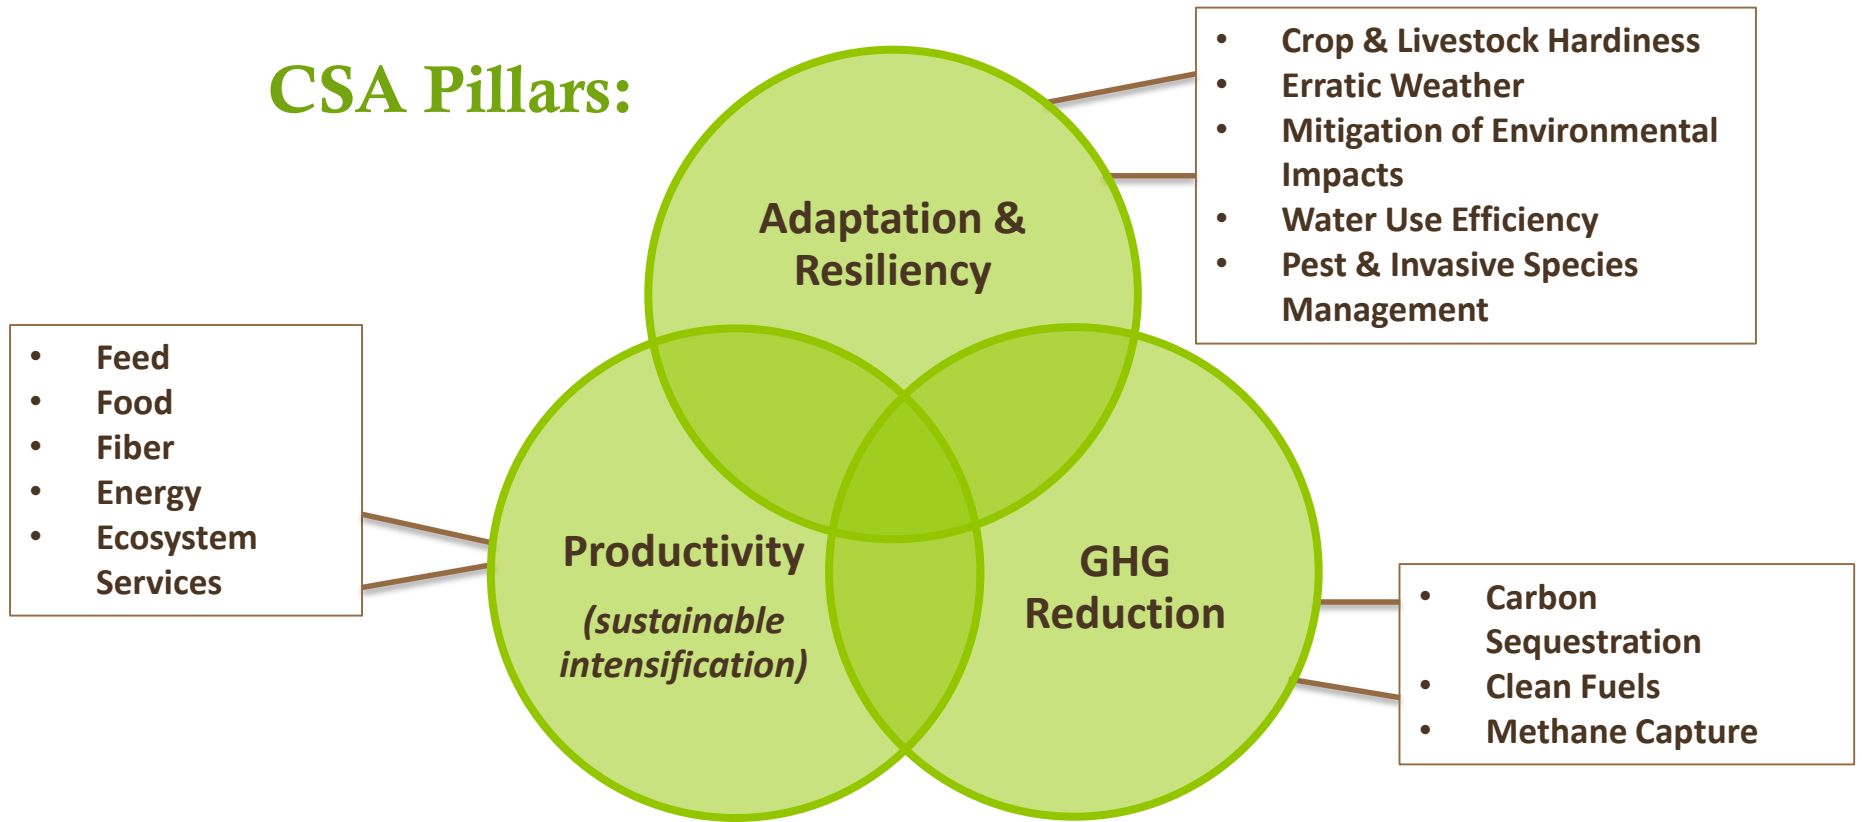 CSA Pillars:
• Crop & Livestock Hardiness
• Erratic Weather
• Mitigation of Environmental
Impacts
• Water Use Efficiency
• Pest & Invasive Species
Management
Adaptation &
Resiliency
• Feed
• Food
• Fiber
• Energy
• Ecosystem
Services
Productivity
(sustainable
intensification)
GHG
Reduction
• Carbon
Sequestration
• Clean Fuels
• Methane Capture